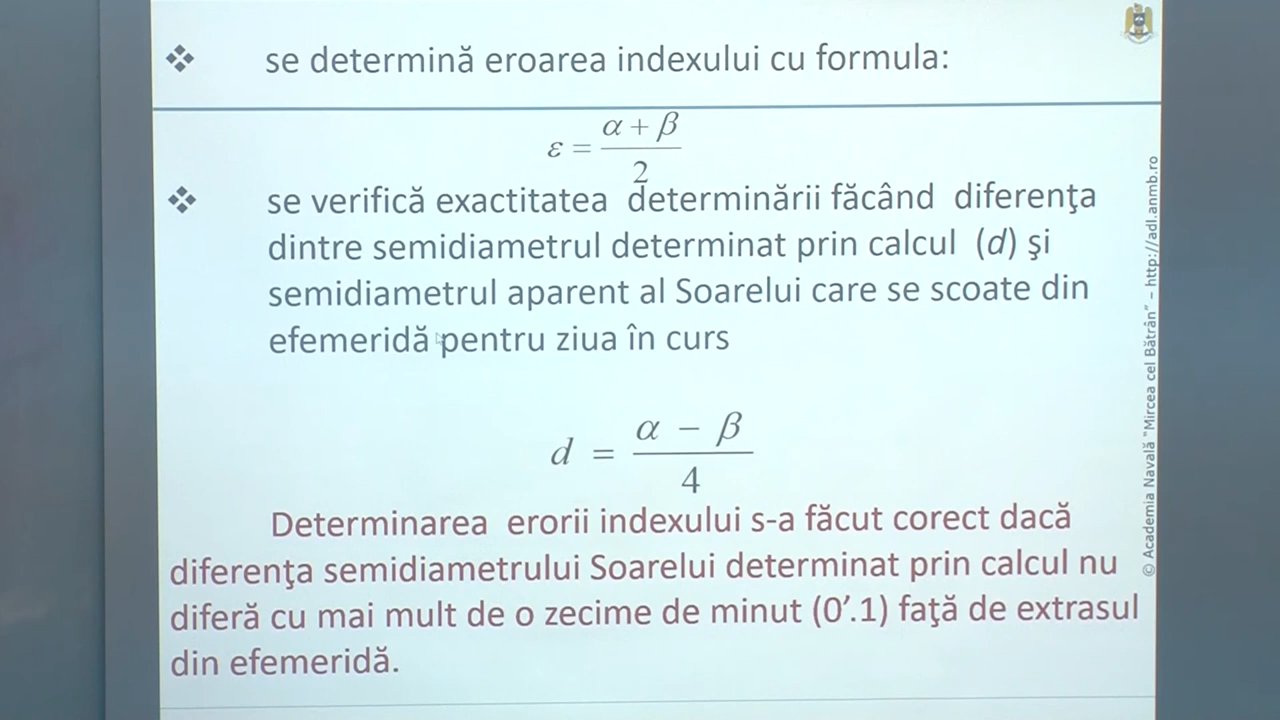 se determină eroarea indexului cu formula:
ε = (α + β) / 2
se verifică exactitatea determinării făcând diferenţa
dintre semidiametrul determinat prin calcul (d) şi
semidiametrul aparent al Soarelui care se scoate din
efemeridă pentru ziua în curs
d = (α − β) / 4
Determinarea erorii indexului s-a făcut corect dacă
diferenţa semidiametrului Soarelui determinat prin calcul nu
diferă cu mai mult de o zecime de minut (0’.1) faţă de extrasul
din efemeridă.
© Academia Navală "Mircea cel Bătrân" – http://adl.anmb.ro